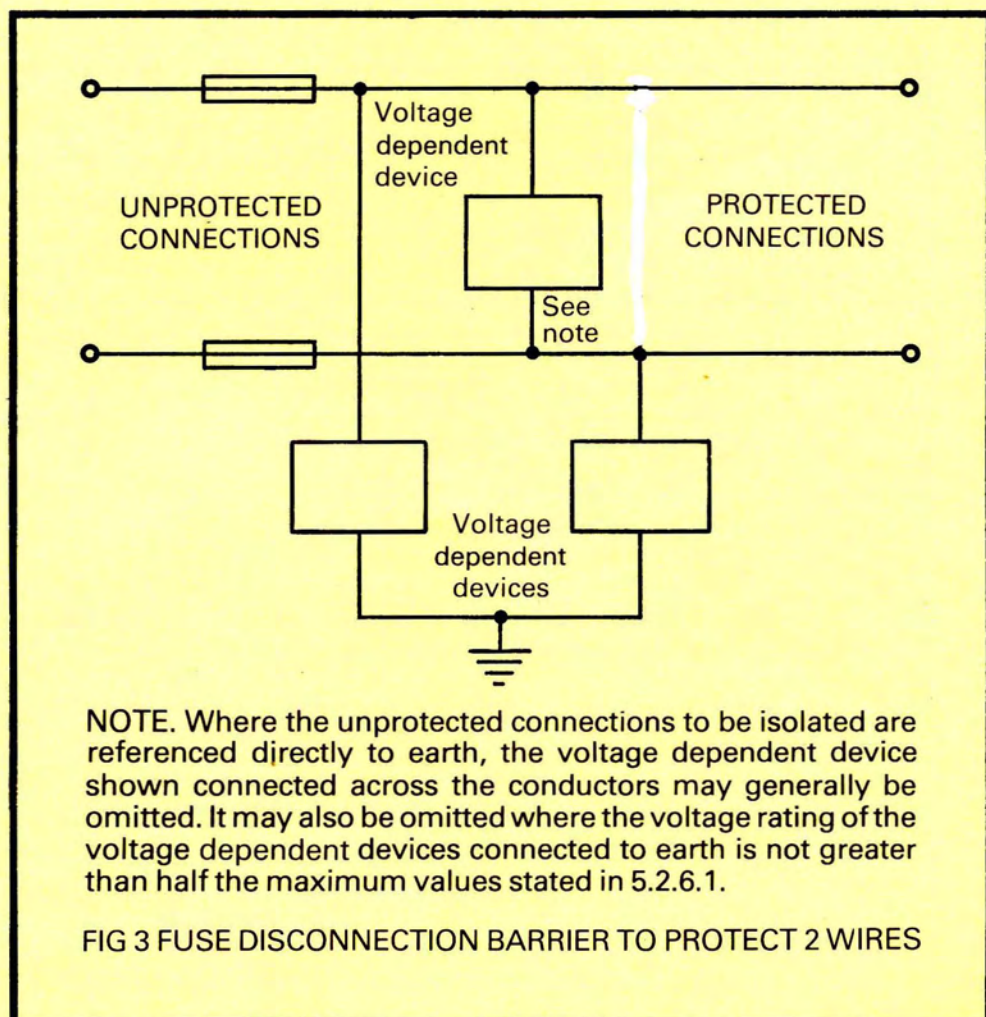 Voltage
dependent
device
UNPROTECTED
CONNECTIONS
PROTECTED
CONNECTIONS
See
note
Voltage
dependent
devices
NOTE. Where the unprotected connections to be isolated are
referenced directly to earth, the voltage dependent device
shown connected across the conductors may generally be
omitted. It may also be omitted where the voltage rating of the
voltage dependent devices connected to earth is not greater
than half the maximum values stated in 5.2.6.1.
FIG 3 FUSE DISCONNECTION BARRIER TO PROTECT 2 WIRES